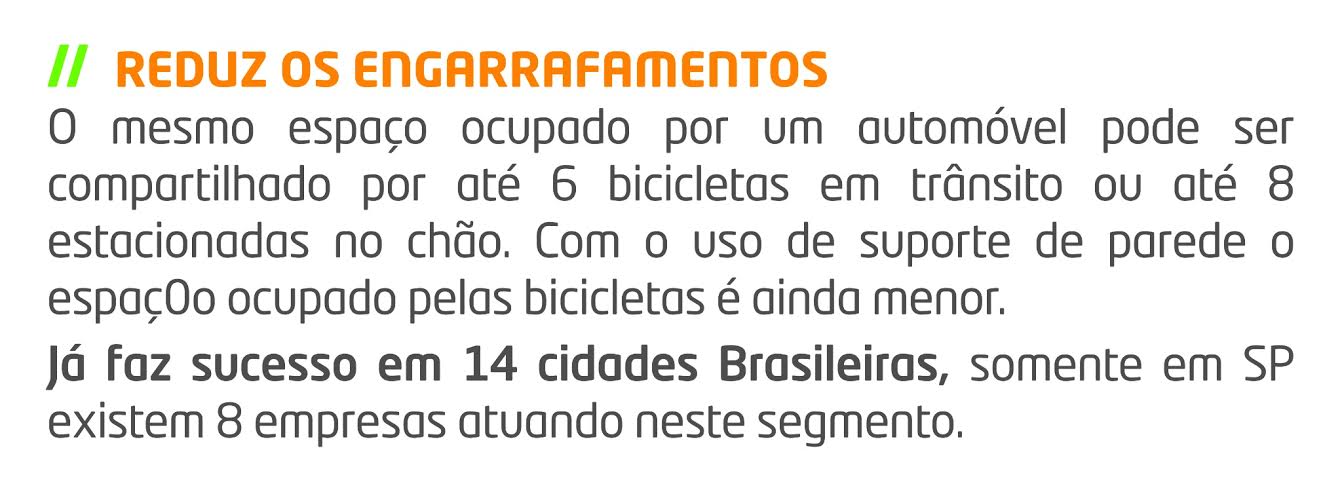 // REDUZ OS ENGARRAFAMENTOS
O mesmo espaço ocupado por um automóvel pode ser
compartilhado por até 6 bicicletas em trânsito ou até 8
estacionadas no chão. Com o uso de suporte de parede o
espaç0o ocupado pelas bicicletas é ainda menor.
Já faz sucesso em 14 cidades Brasileiras, somente em SP
existem 8 empresas atuando neste segmento.